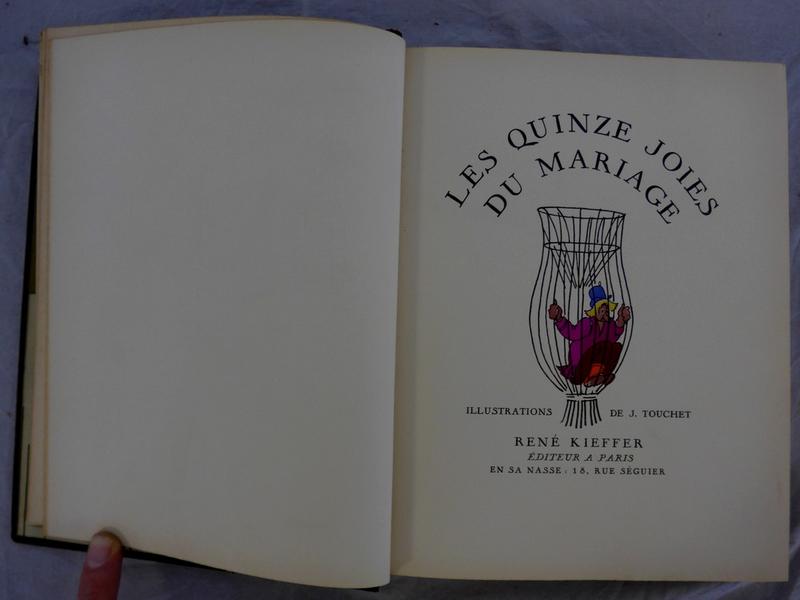 LES QUINZE JOIES
DU MARIAGE
ILLUSTRATIONS DE J. TOUCHET
RENÉ KIEFFER
ÉDITEUR A PARIS
EN SA NASSE : 18, RUE SÉGUIER